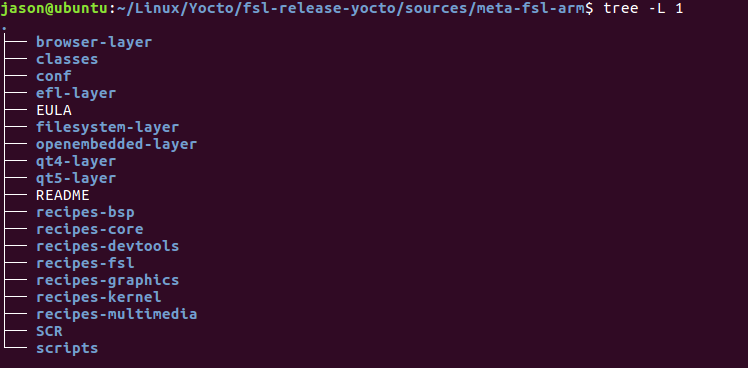 jason@ubuntu:~/Linux/Yocto/fsl-release-yocto/sources/meta-fsl-arm$ tree -L 1
.
├── browser-layer
├── classes
├── conf
├── efl-layer
├── EULA
├── filesystem-layer
├── openembedded-layer
├── qt4-layer
├── qt5-layer
├── README
├── recipes-bsp
├── recipes-core
├── recipes-devtools
├── recipes-fsl
├── recipes-graphics
├── recipes-kernel
├── recipes-multimedia
├── SCR
└── scripts